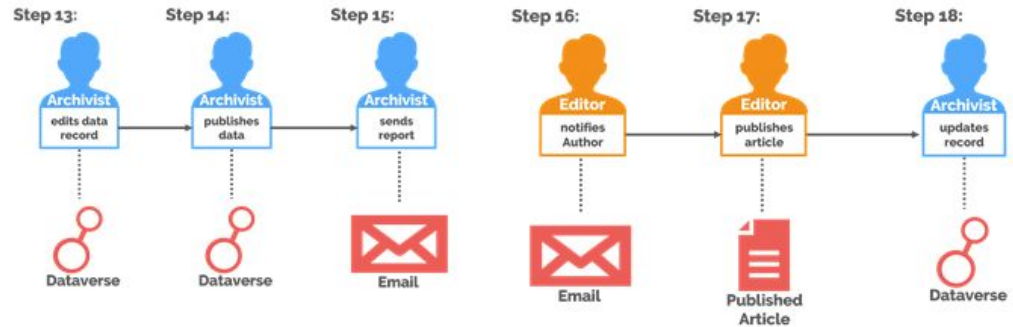 Step 13:
Step 14:
Step 15:
Step 16:
Step 17:
Step 18:
Archivist
Archivist
Archivist
Editor
Editor
Archivist
edits data
record
publishes
data
sends
report
notifies
Author
publishes
article
updates
record
Dataverse
Dataverse
Email
Email
Published
Article
Dataverse